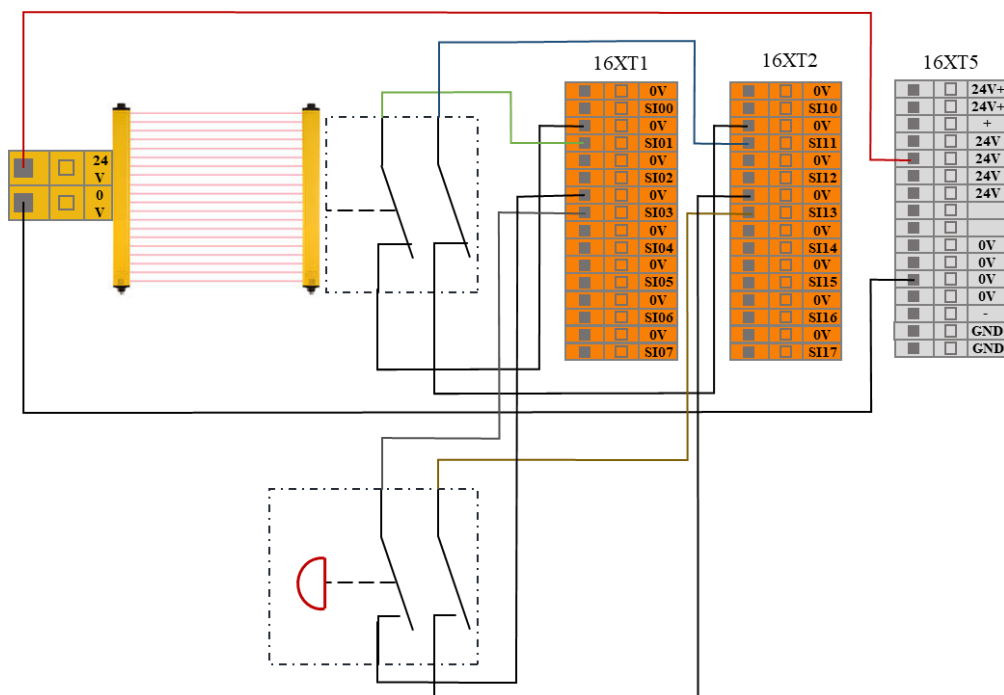 16XT1
16XT2
16XT5
24
V
0
V
0V
SI00
0V
SI01
0V
SI02
0V
SI03
0V
SI04
0V
SI05
0V
SI06
0V
SI07
0V
SI10
0V
SI11
0V
SI12
0V
SI13
0V
SI14
0V
SI15
0V
SI16
0V
SI17
24V+
24V+
+
24V
24V
24V
24V
0V
0V
0V
0V
-
GND
GND